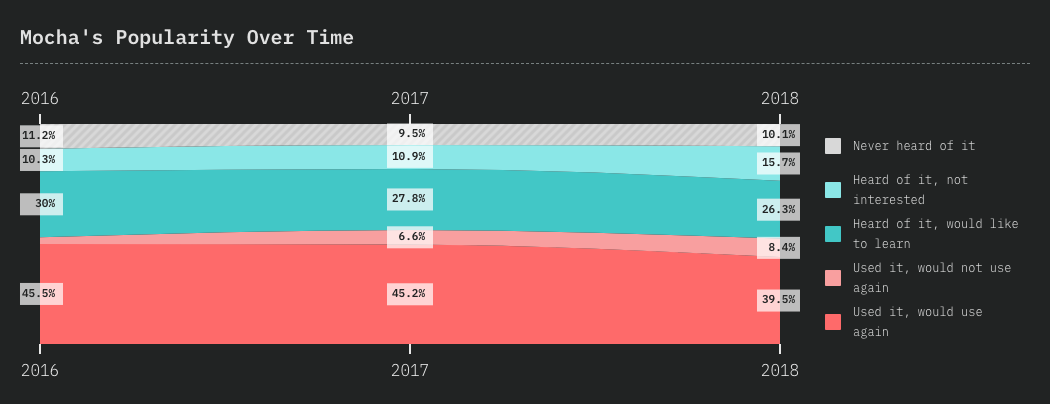 Mocha's Popularity Over Time
2016 2017 2018
11.2% 9.5% 10.1%
10.3% 10.9% 15.7%
30% 27.8% 26.3%
6.6% 8.4%
45.5% 45.2% 39.5%
2016 2017 2018
Never heard of it
Heard of it, not
interested
Heard of it, would like
to learn
Used it, would not use
again
Used it, would use
again